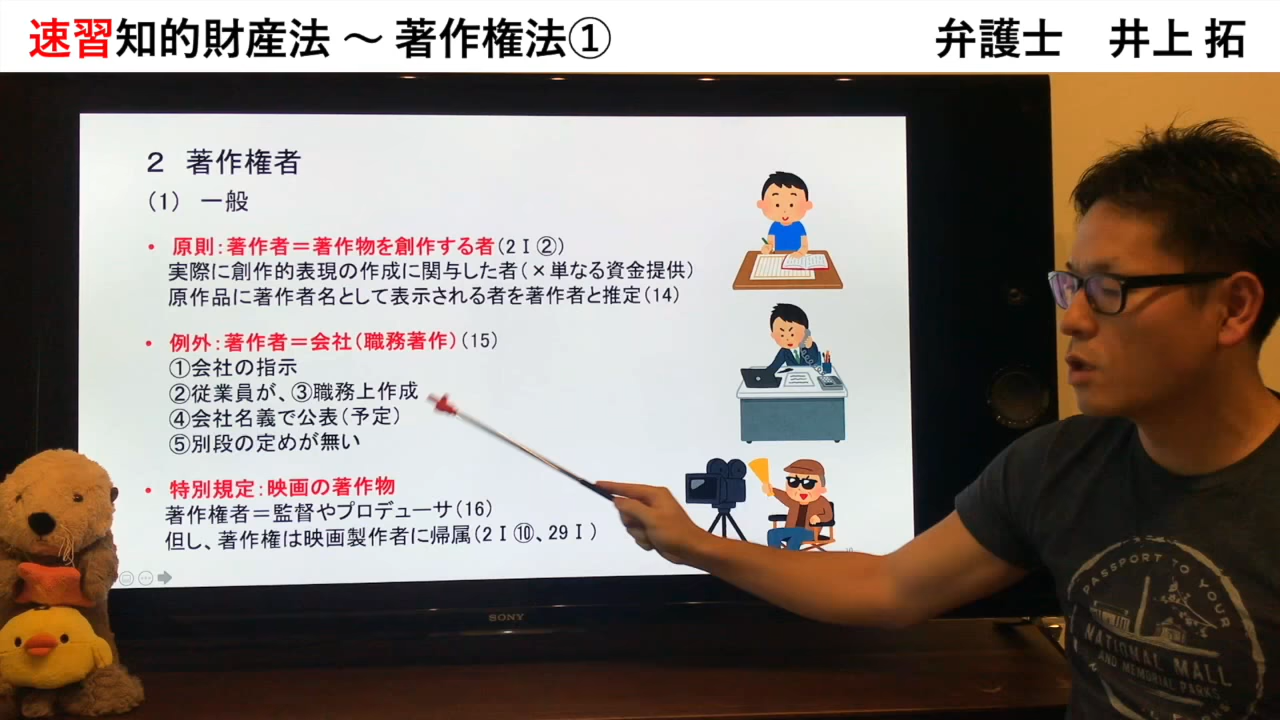 速習知的財産法 ～ 著作権法①
弁護士　井上 拓
２　著作権者
(1)　一般
• 原則：著作者＝著作物を創作する者(2Ⅰ②)
実際に創作的表現の作成に関与した者(×単なる資金提供)
原作品に著作者名として表示される者を著作者と推定(14)
• 例外：著作者＝会社(職務著作)(15)
①会社の指示
②従業員が、③職務上作成
④会社名義で公表(予定)
⑤別段の定めが無い
• 特別規定：映画の著作物
著作権者＝監督やプロデューサ(16)
但し、著作権は映画製作者に帰属(2Ⅰ⑩、29Ⅰ)
SONY
PASSPORT TO YOUR
NATIONAL MALL
AND MEMORIAL PARKS